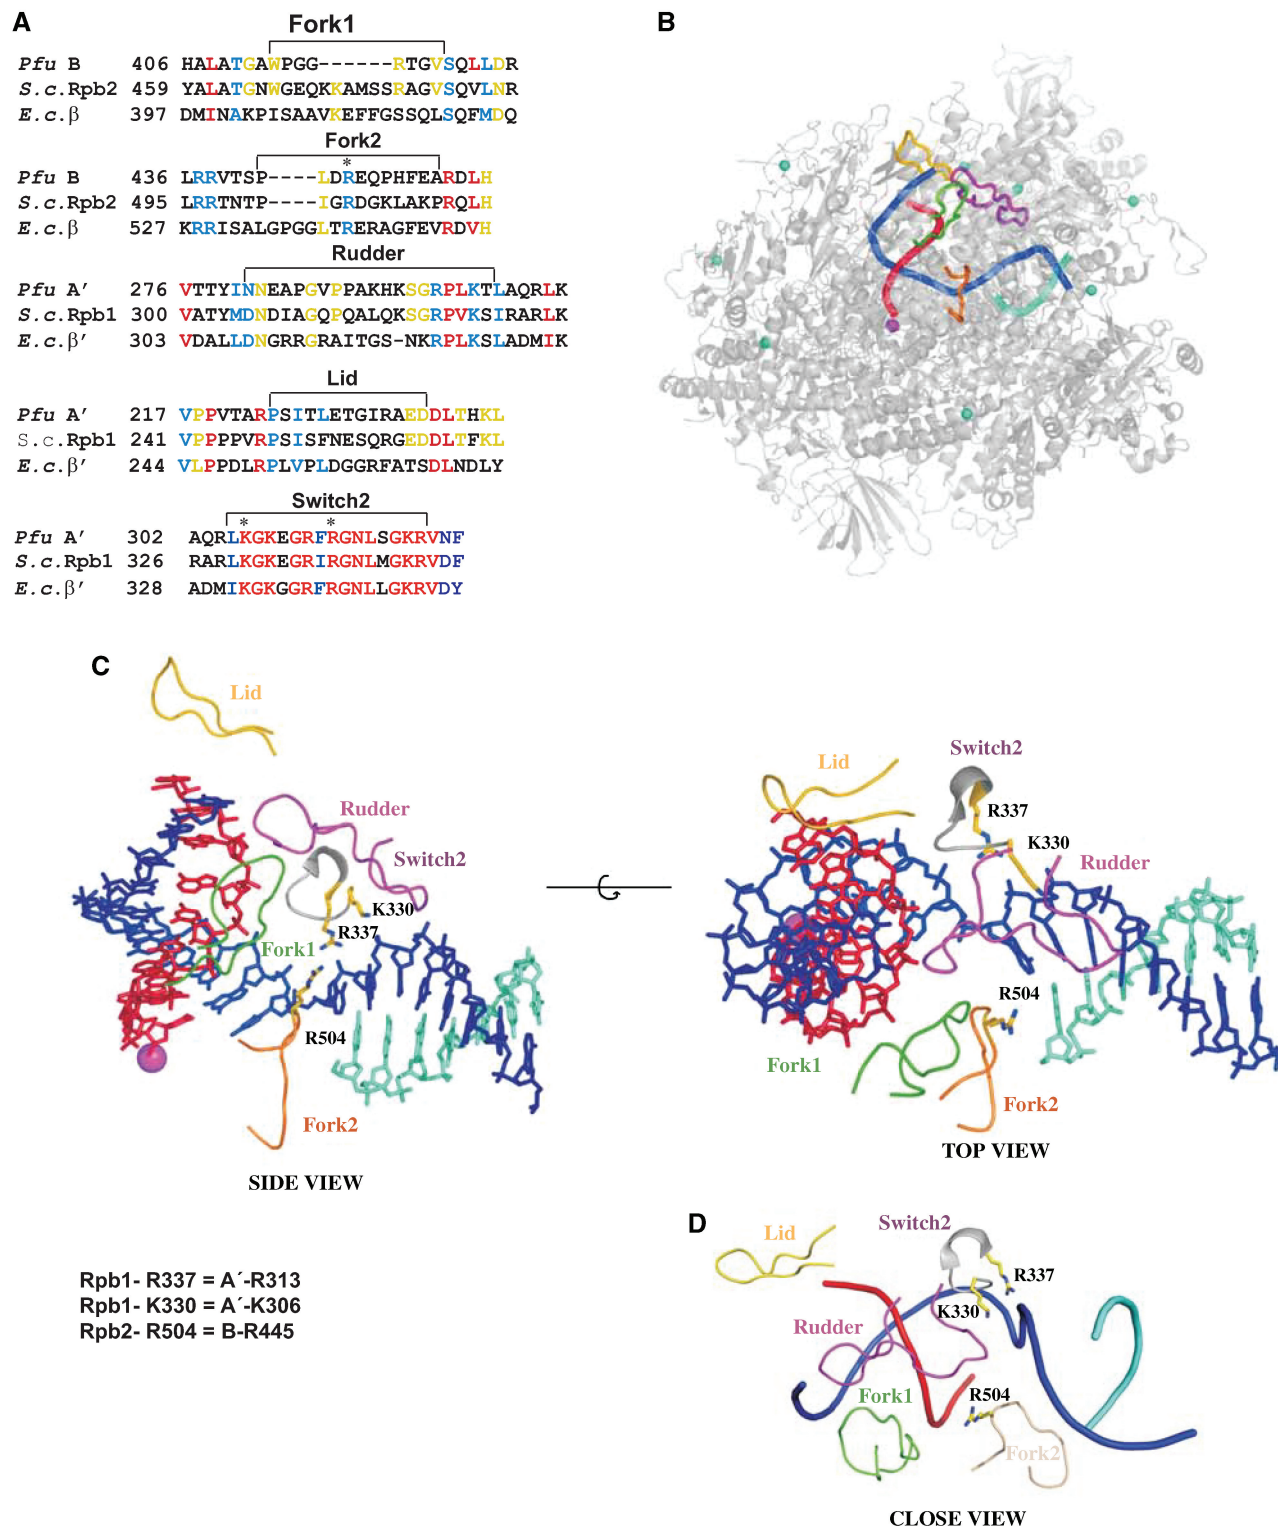 A
Fork1
Pfu B 406 HALATGAWPGG------RTGVSQLLDR
S.c.Rpb2 459 YALATGNWGEQKKAMSSRAGVSQVLNR
E.c.β 397 DMINAKPISAAVKEFFGSSQLSQFMDQ
Fork2
*
Pfu B 436 LRRVTSP----LDREQPHFEARDLH
S.c.Rpb2 495 LRRTNTP----IGRDGKLAKPRQLH
E.c.β 527 KRRISALGPGGLTRERAGFEVRDVH
Rudder
Pfu A′ 276 VTTYINNEAPGVPPAKHKSGRPLKTLAQRLK
S.c.Rpb1 300 VATYMDNDIAGQPQALQKSGRPVKSIRARLK
E.c.β′ 303 VDALLDNGRRGRAITGS-NKRPLKSLADMIK
Lid
Pfu A′ 217 VPPVTARPSITLETGIRAEDDLTHKL
S.c.Rpb1 241 VPPPPVRPSISFNESQRGEDDLTFKL
E.c.β′ 244 VLPPDLRPLVPLDGGRFATSDLNDLY
Switch2
* *
Pfu A′ 302 AQRLKGKEGRFRGNLSGKRVNF
S.c.Rpb1 326 RARLKGKEGRIRGNLMGKRVDF
E.c.β′ 328 ADMIKGKGGRFRGNLLGKRVDY
B
C
Lid
Rudder
Switch2
K330
R337
Fork1
R504
Fork2
SIDE VIEW
Switch2
Lid
R337
K330
Rudder
R504
Fork1
Fork2
TOP VIEW
Rpb1- R337 = A´-R313
Rpb1- K330 = A´-K306
Rpb2- R504 = B-R445
D
Switch2
Lid
R337
K330
Rudder
R504
Fork1
Fork2
CLOSE VIEW